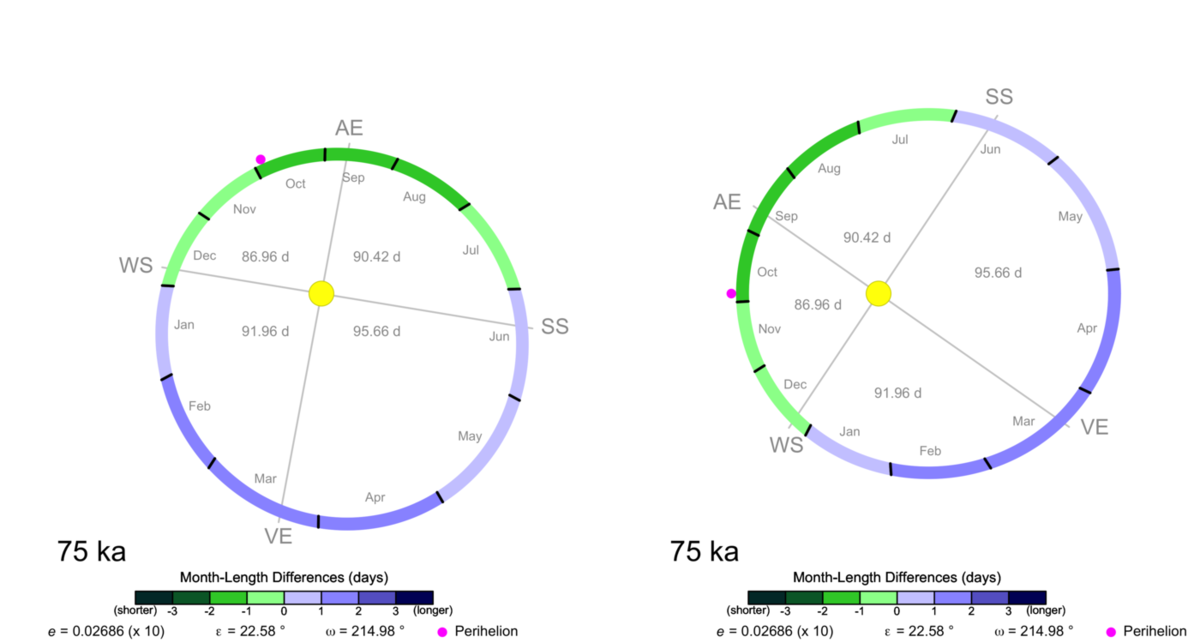 AE
Oct
Sep
Aug
Nov
Jul
Dec
86.96 d
90.42 d
WS
Jan
91.96 d
95.66 d
SS
Jun
Feb
May
Mar
Apr
VE
75 ka
Month-Length Differences (days)
(shorter) -3 -2 -1 0 1 2 3 (longer)
e = 0.02686 (x 10) ε = 22.58 ° ω = 214.98 ° Perihelion
SS
Jul
Jun
Aug
AE
Sep
May
90.42 d
95.66 d
Oct
86.96 d
Nov
Apr
Dec
91.96 d
WS
Jan
Mar
VE
Feb
75 ka
Month-Length Differences (days)
(shorter) -3 -2 -1 0 1 2 3 (longer)
e = 0.02686 (x 10) ε = 22.58 ° ω = 214.98 ° Perihelion